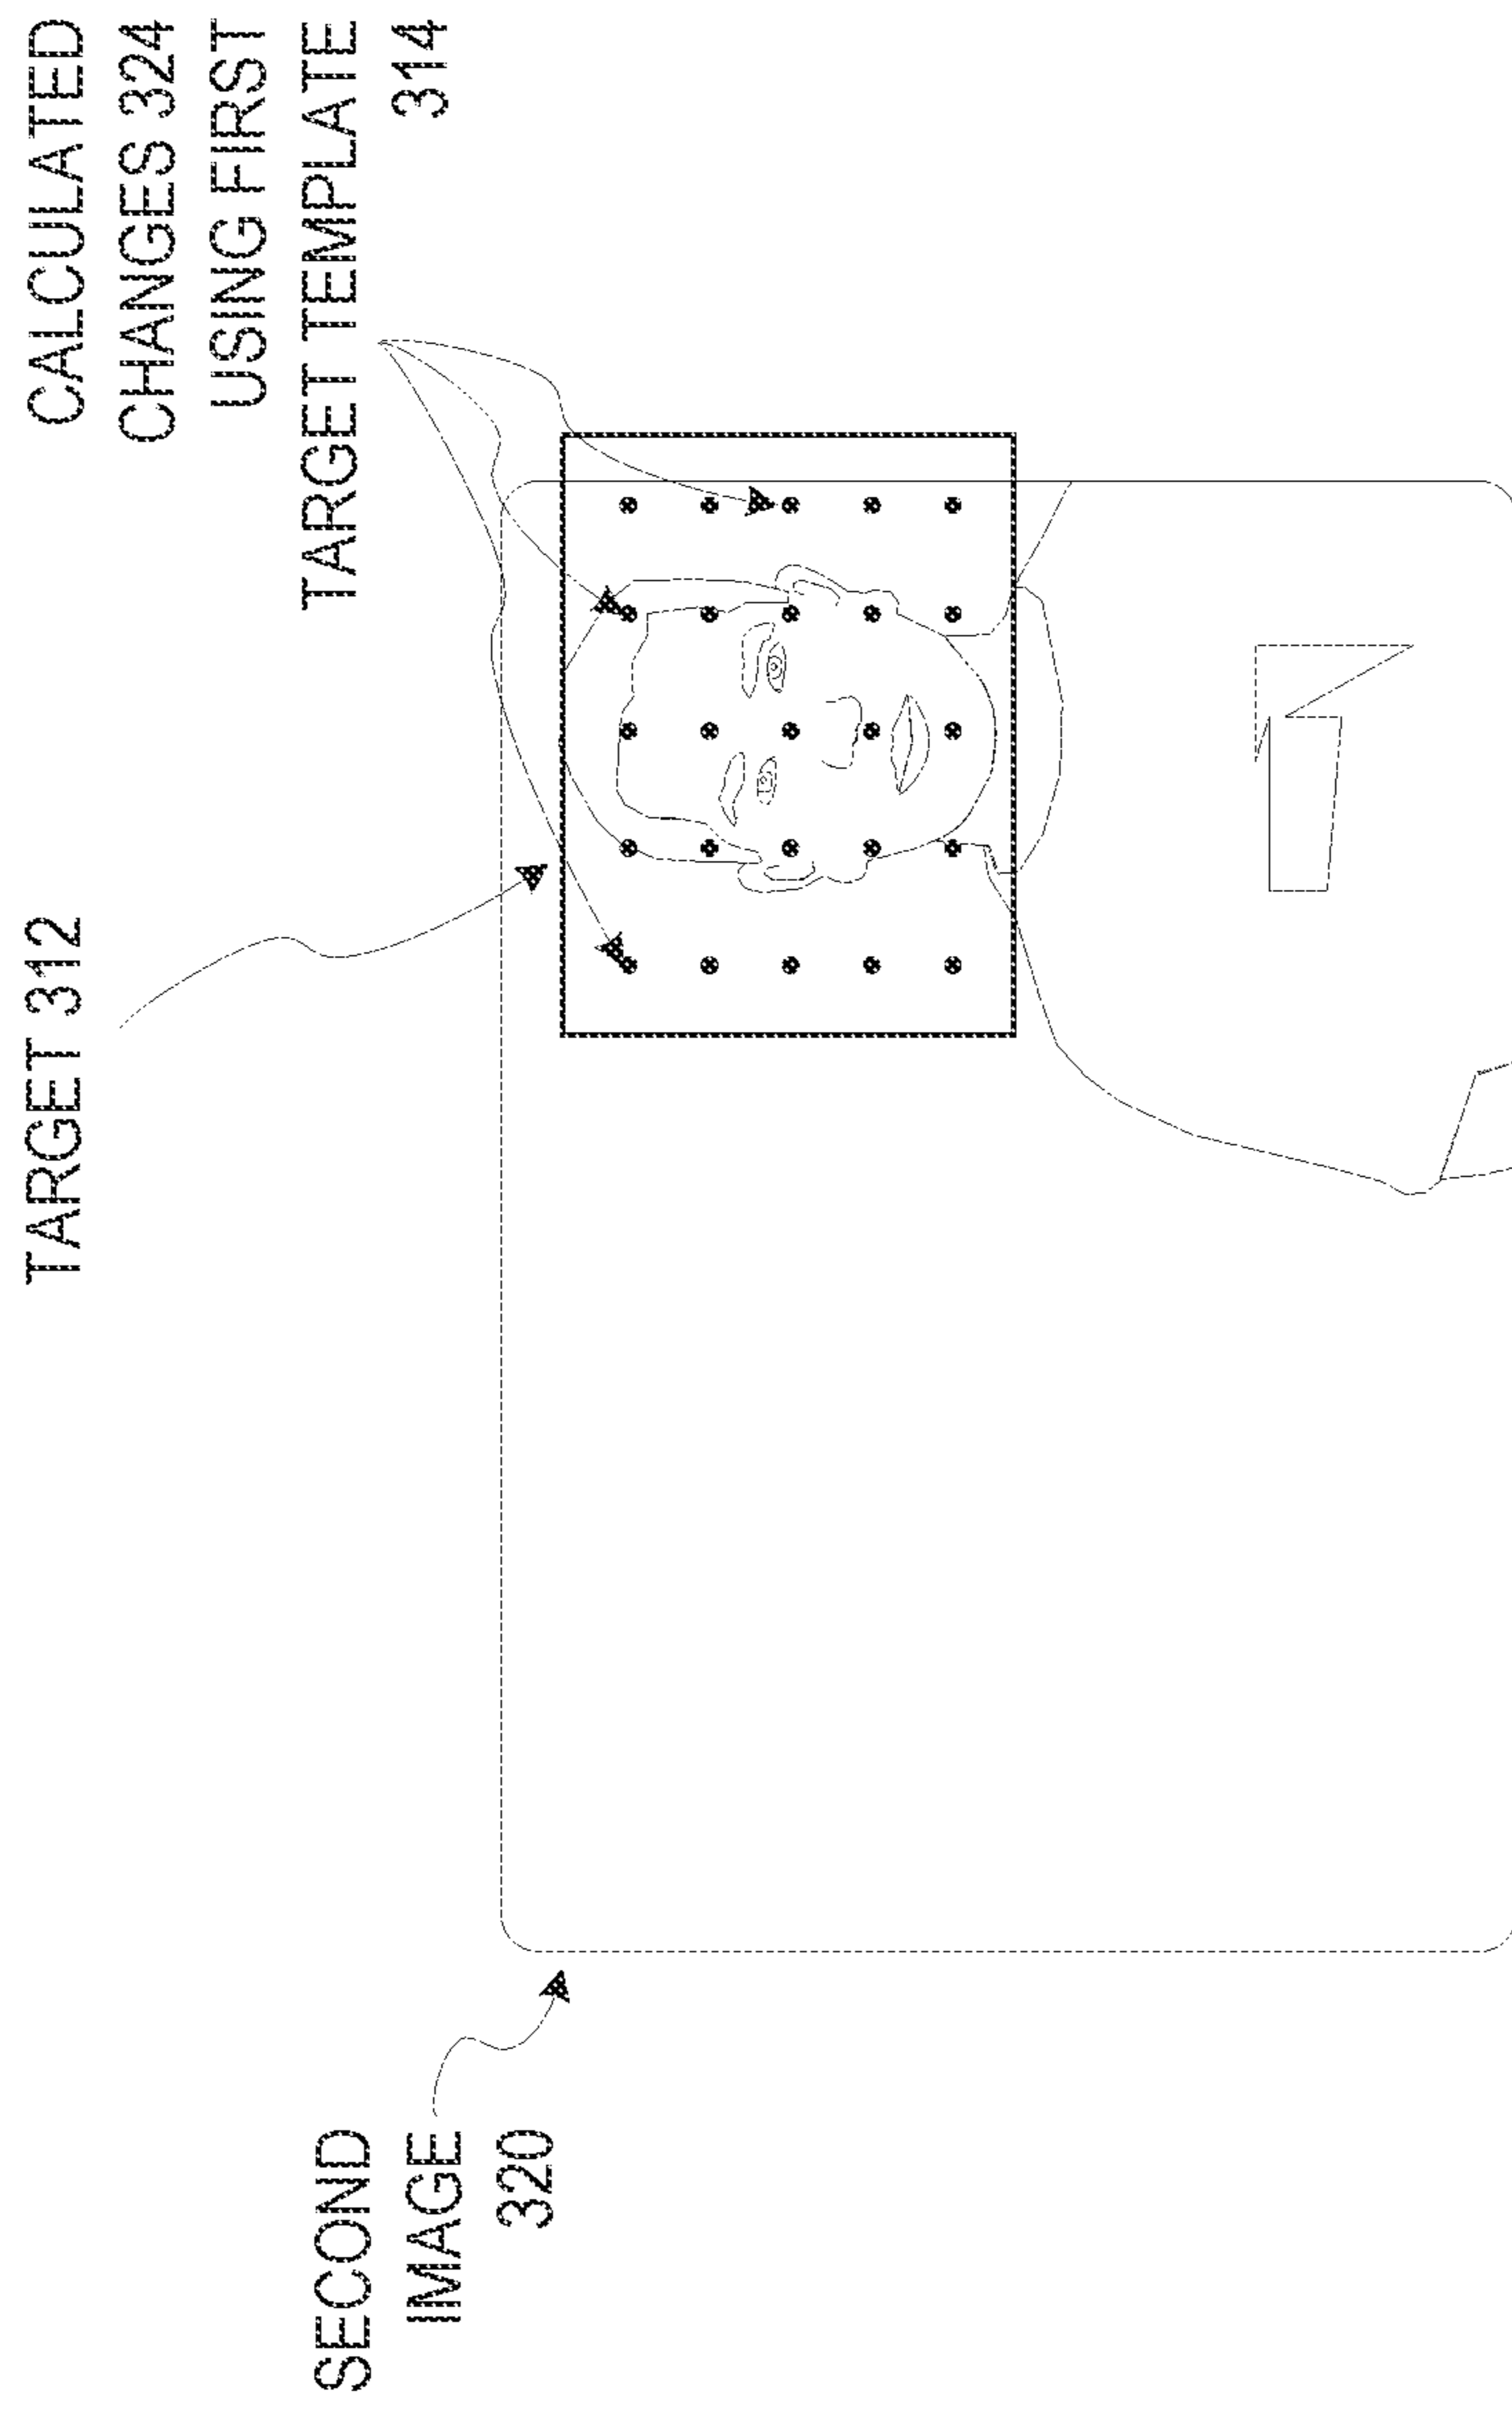 SECOND
IMAGE
320
TARGET 312
CALCULATED
CHANGES 324
USING FIRST
TARGET TEMPLATE
314